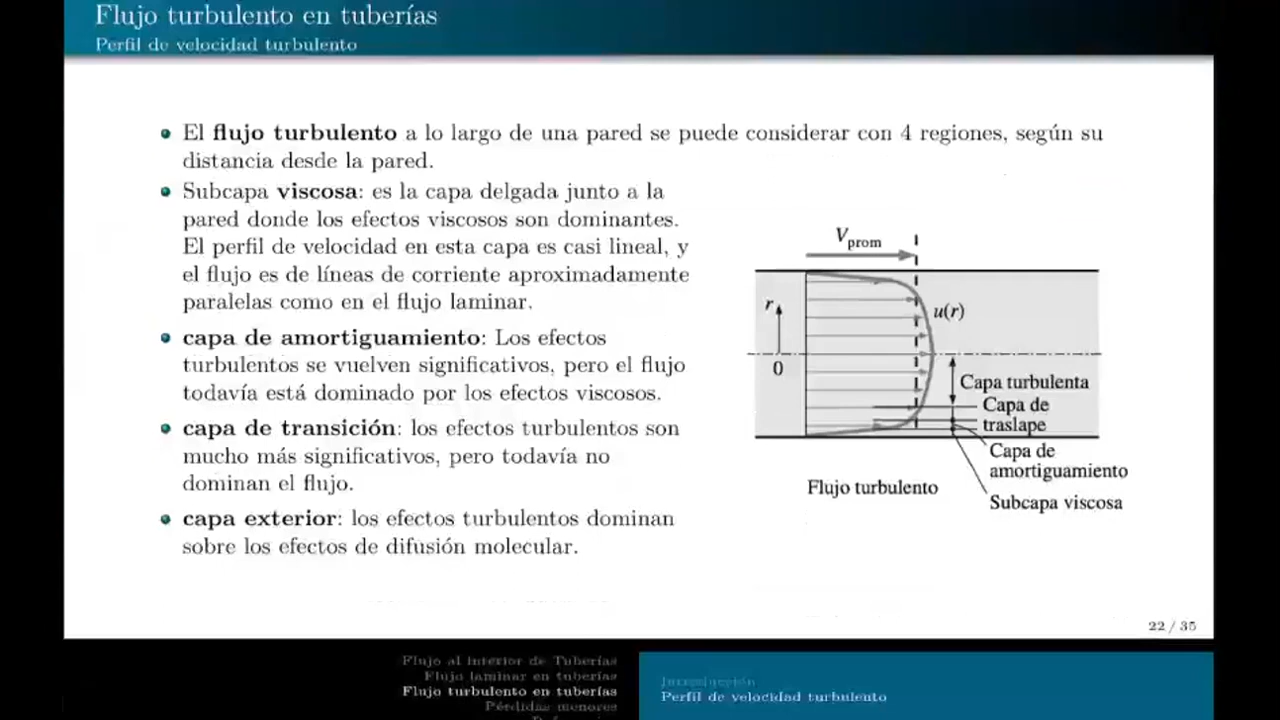 Flujo turbulento en tuberías
Perfil de velocidad turbulento
El flujo turbulento a lo largo de una pared se puede considerar con 4 regiones, según su
distancia desde la pared.
Subcapa viscosa: es la capa delgada junto a la
pared donde los efectos viscosos son dominantes.
El perfil de velocidad en esta capa es casi lineal, y
el flujo es de líneas de corriente aproximadamente
paralelas como en el flujo laminar.
capa de amortiguamiento: Los efectos
turbulentos se vuelven significativos, pero el flujo
todavía está dominado por los efectos viscosos.
capa de transición: los efectos turbulentos son
mucho más significativos, pero todavía no
dominan el flujo.
capa exterior: los efectos turbulentos dominan
sobre los efectos de difusión molecular.
Vprom
r
u(r)
0
Capa turbulenta
Capa de
traslape
Capa de
amortiguamiento
Subcapa viscosa
Flujo turbulento
22 / 35
Flujo al interior de Tuberías
Flujo laminar en tuberías
Flujo turbulento en tuberías
Pérdidas menores
Introducción
Perfil de velocidad turbulento